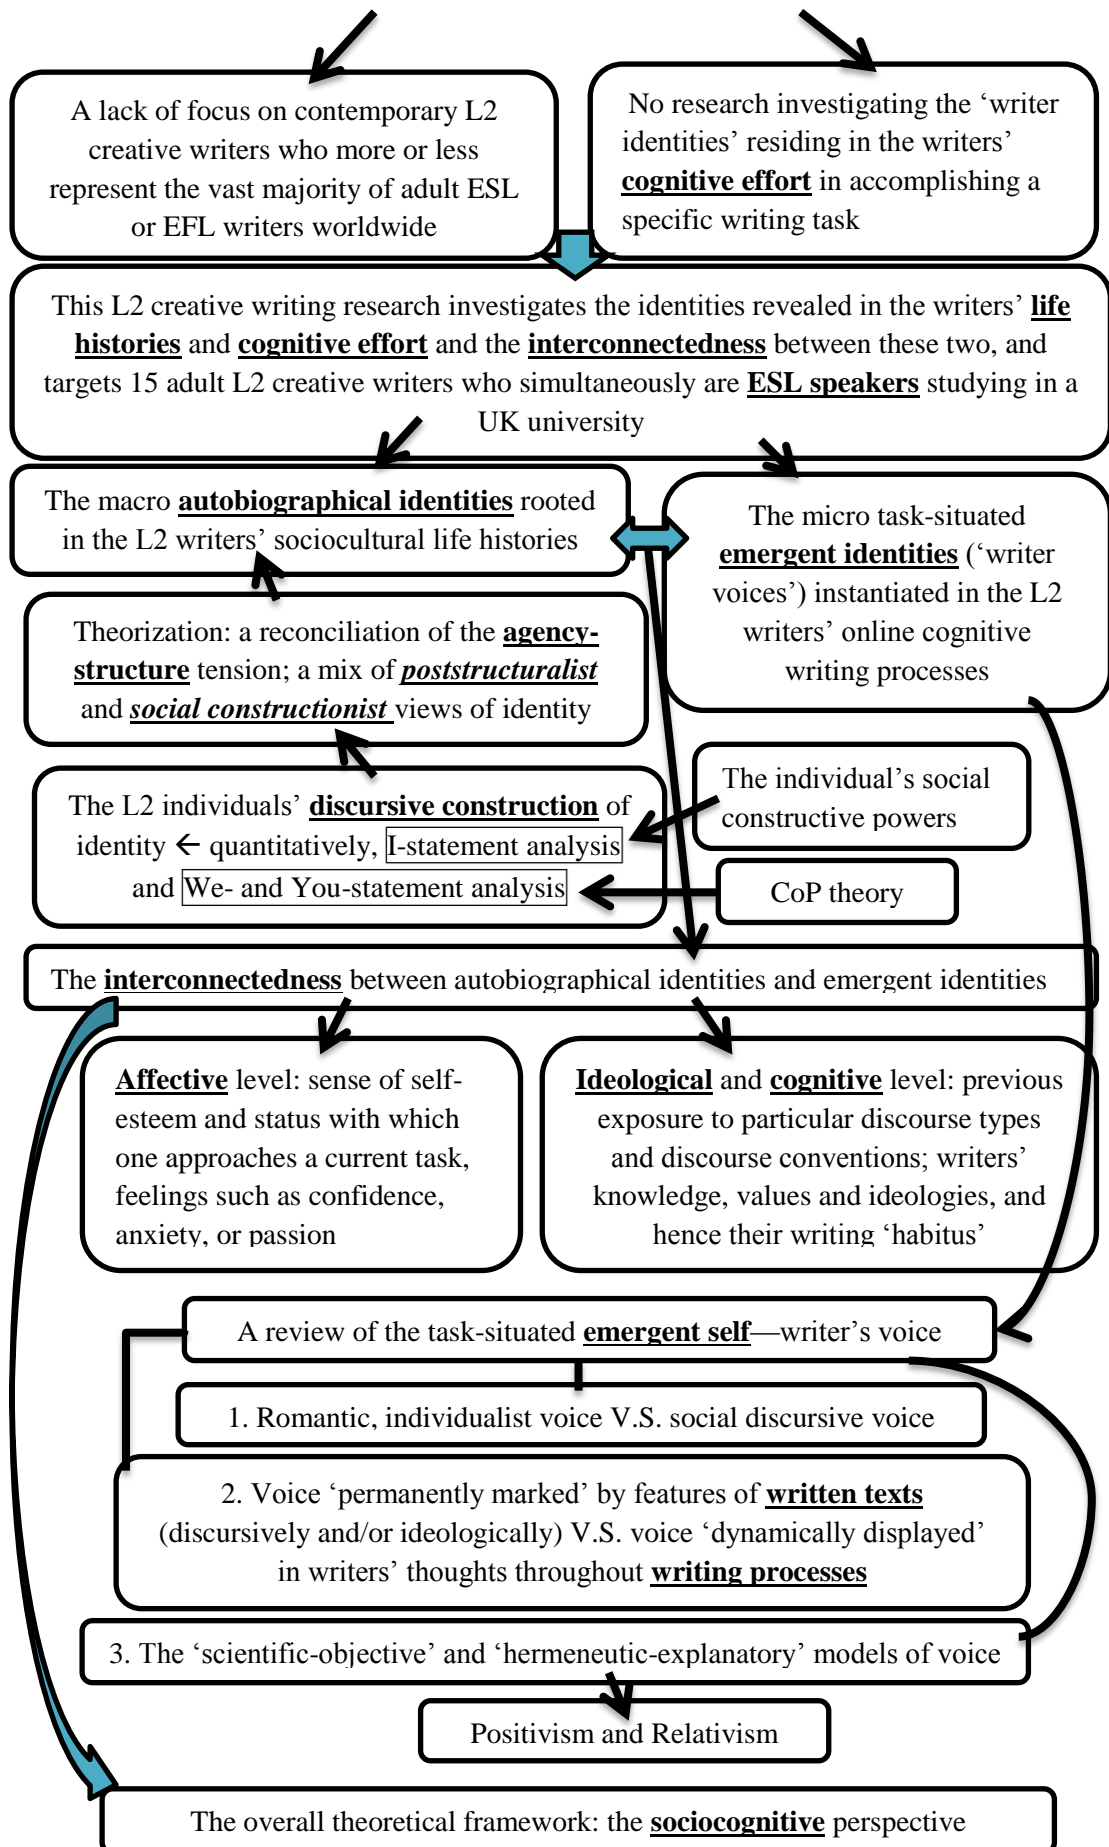 A lack of focus on contemporary L2
creative writers who more or less
represent the vast majority of adult ESL
or EFL writers worldwide
No research investigating the ‘writer
identities’ residing in the writers’
cognitive effort in accomplishing a
specific writing task
This L2 creative writing research investigates the identities revealed in the writers’ life
histories and cognitive effort and the interconnectedness between these two, and
targets 15 adult L2 creative writers who simultaneously are ESL speakers studying in a
UK university
The macro autobiographical identities rooted
in the L2 writers’ sociocultural life histories
The micro task-situated
emergent identities (‘writer
voices’) instantiated in the L2
writers’ online cognitive
writing processes
Theorization: a reconciliation of the agency-
structure tension; a mix of poststructuralist
and social constructionist views of identity
The L2 individuals’ discursive construction of
identity ← quantitatively, I-statement analysis
and We- and You-statement analysis
The individual’s social
constructive powers
CoP theory
The interconnectedness between autobiographical identities and emergent identities
Affective level: sense of self-
esteem and status with which
one approaches a current task,
feelings such as confidence,
anxiety, or passion
Ideological and cognitive level: previous
exposure to particular discourse types
and discourse conventions; writers’
knowledge, values and ideologies, and
hence their writing ‘habitus’
A review of the task-situated emergent self—writer’s voice
1. Romantic, individualist voice V.S. social discursive voice
2. Voice ‘permanently marked’ by features of written texts
(discursively and/or ideologically) V.S. voice ‘dynamically displayed’
in writers’ thoughts throughout writing processes
3. The ‘scientific-objective’ and ‘hermeneutic-explanatory’ models of voice
Positivism and Relativism
The overall theoretical framework: the sociocognitive perspective